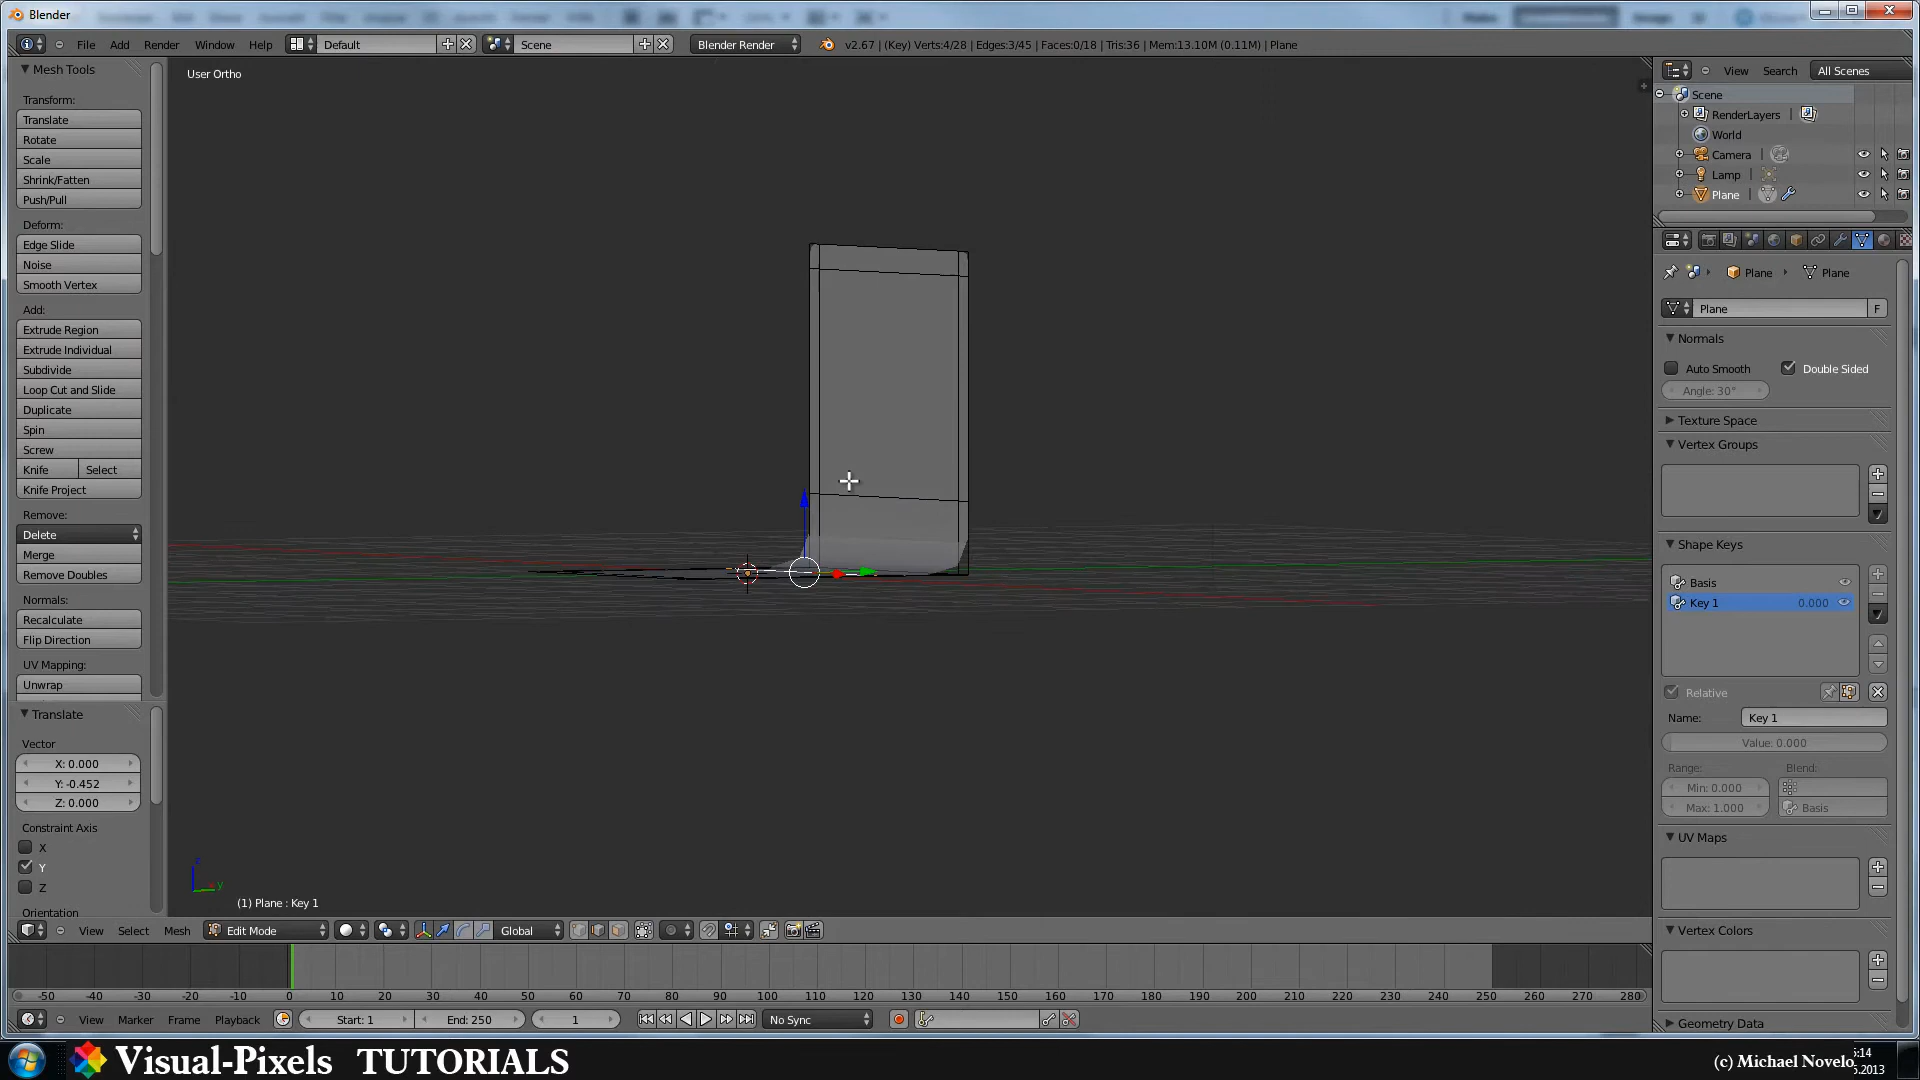 Blender
File Add Render Window Help Default Scene Blender Render v2.67 | (Key) Verts:4/28 | Edges:3/45 | Faces:0/18 | Tris:36 | Mem:13.10M (0.11M) | Plane
Mesh Tools
Transform:
Translate
Rotate
Scale
Shrink/Fatten
Push/Pull
Deform:
Edge Slide
Noise
Smooth Vertex
Add:
Extrude Region
Extrude Individual
Subdivide
Loop Cut and Slide
Duplicate
Spin
Screw
Knife Select
Knife Project
Remove:
Delete
Merge
Remove Doubles
Normals:
Recalculate
Flip Direction
UV Mapping:
Unwrap
Translate
Vector
X: 0.000
Y: -0.452
Z: 0.000
Constraint Axis
X
Y
Z
Orientation
User Ortho
z
y
(1) Plane : Key 1
View Select Mesh Edit Mode Global
-50 -40 -30 -20 -10 0 10 20 30 40 50 60 70 80 90 100 110 120 130 140 150 160 170 180 190 200 210 220 230 240 250 260 270 280
View Marker Frame Playback Start: 1 End: 250 1 No Sync
View Search All Scenes
Scene
RenderLayers |
World
Camera |
Lamp |
Plane |
Plane Plane
Plane F
Normals
Auto Smooth Double Sided
Angle: 30°
Texture Space
Vertex Groups
Shape Keys
Basis
Key 1 0.000
Relative
Name: Key 1
Value: 0.000
Range: Blend:
Min: 0.000
Max: 1.000 Basis
UV Maps
Vertex Colors
Geometry Data
Visual-Pixels TUTORIALS
(c) Michael Novelo
:14
.2013